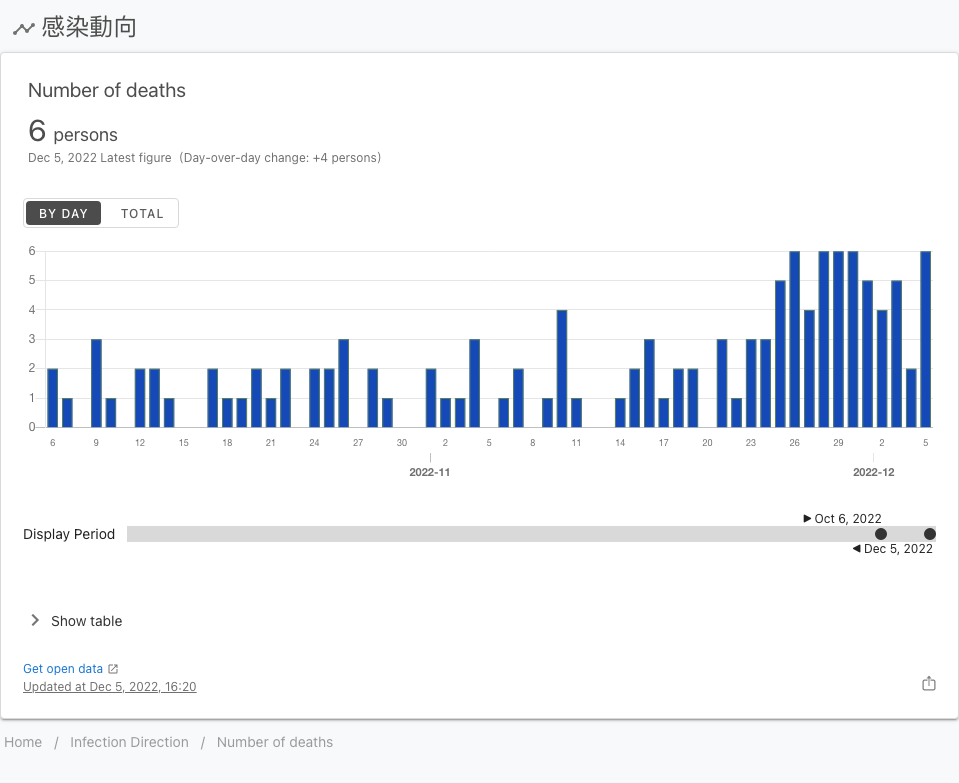 感染動向
Number of deaths
6 persons
Dec 5, 2022 Latest figure (Day-over-day change: +4 persons)
BY DAY TOTAL
6
5
4
3
2
1
0
6 9 12 15 18 21 24 27 30 2 5 8 11 14 17 20 23 26 29 2 5
2022-11 2022-12
Oct 6, 2022
Display Period
Dec 5, 2022
Show table
Get open data
Updated at Dec 5, 2022, 16:20
Home / Infection Direction / Number of deaths